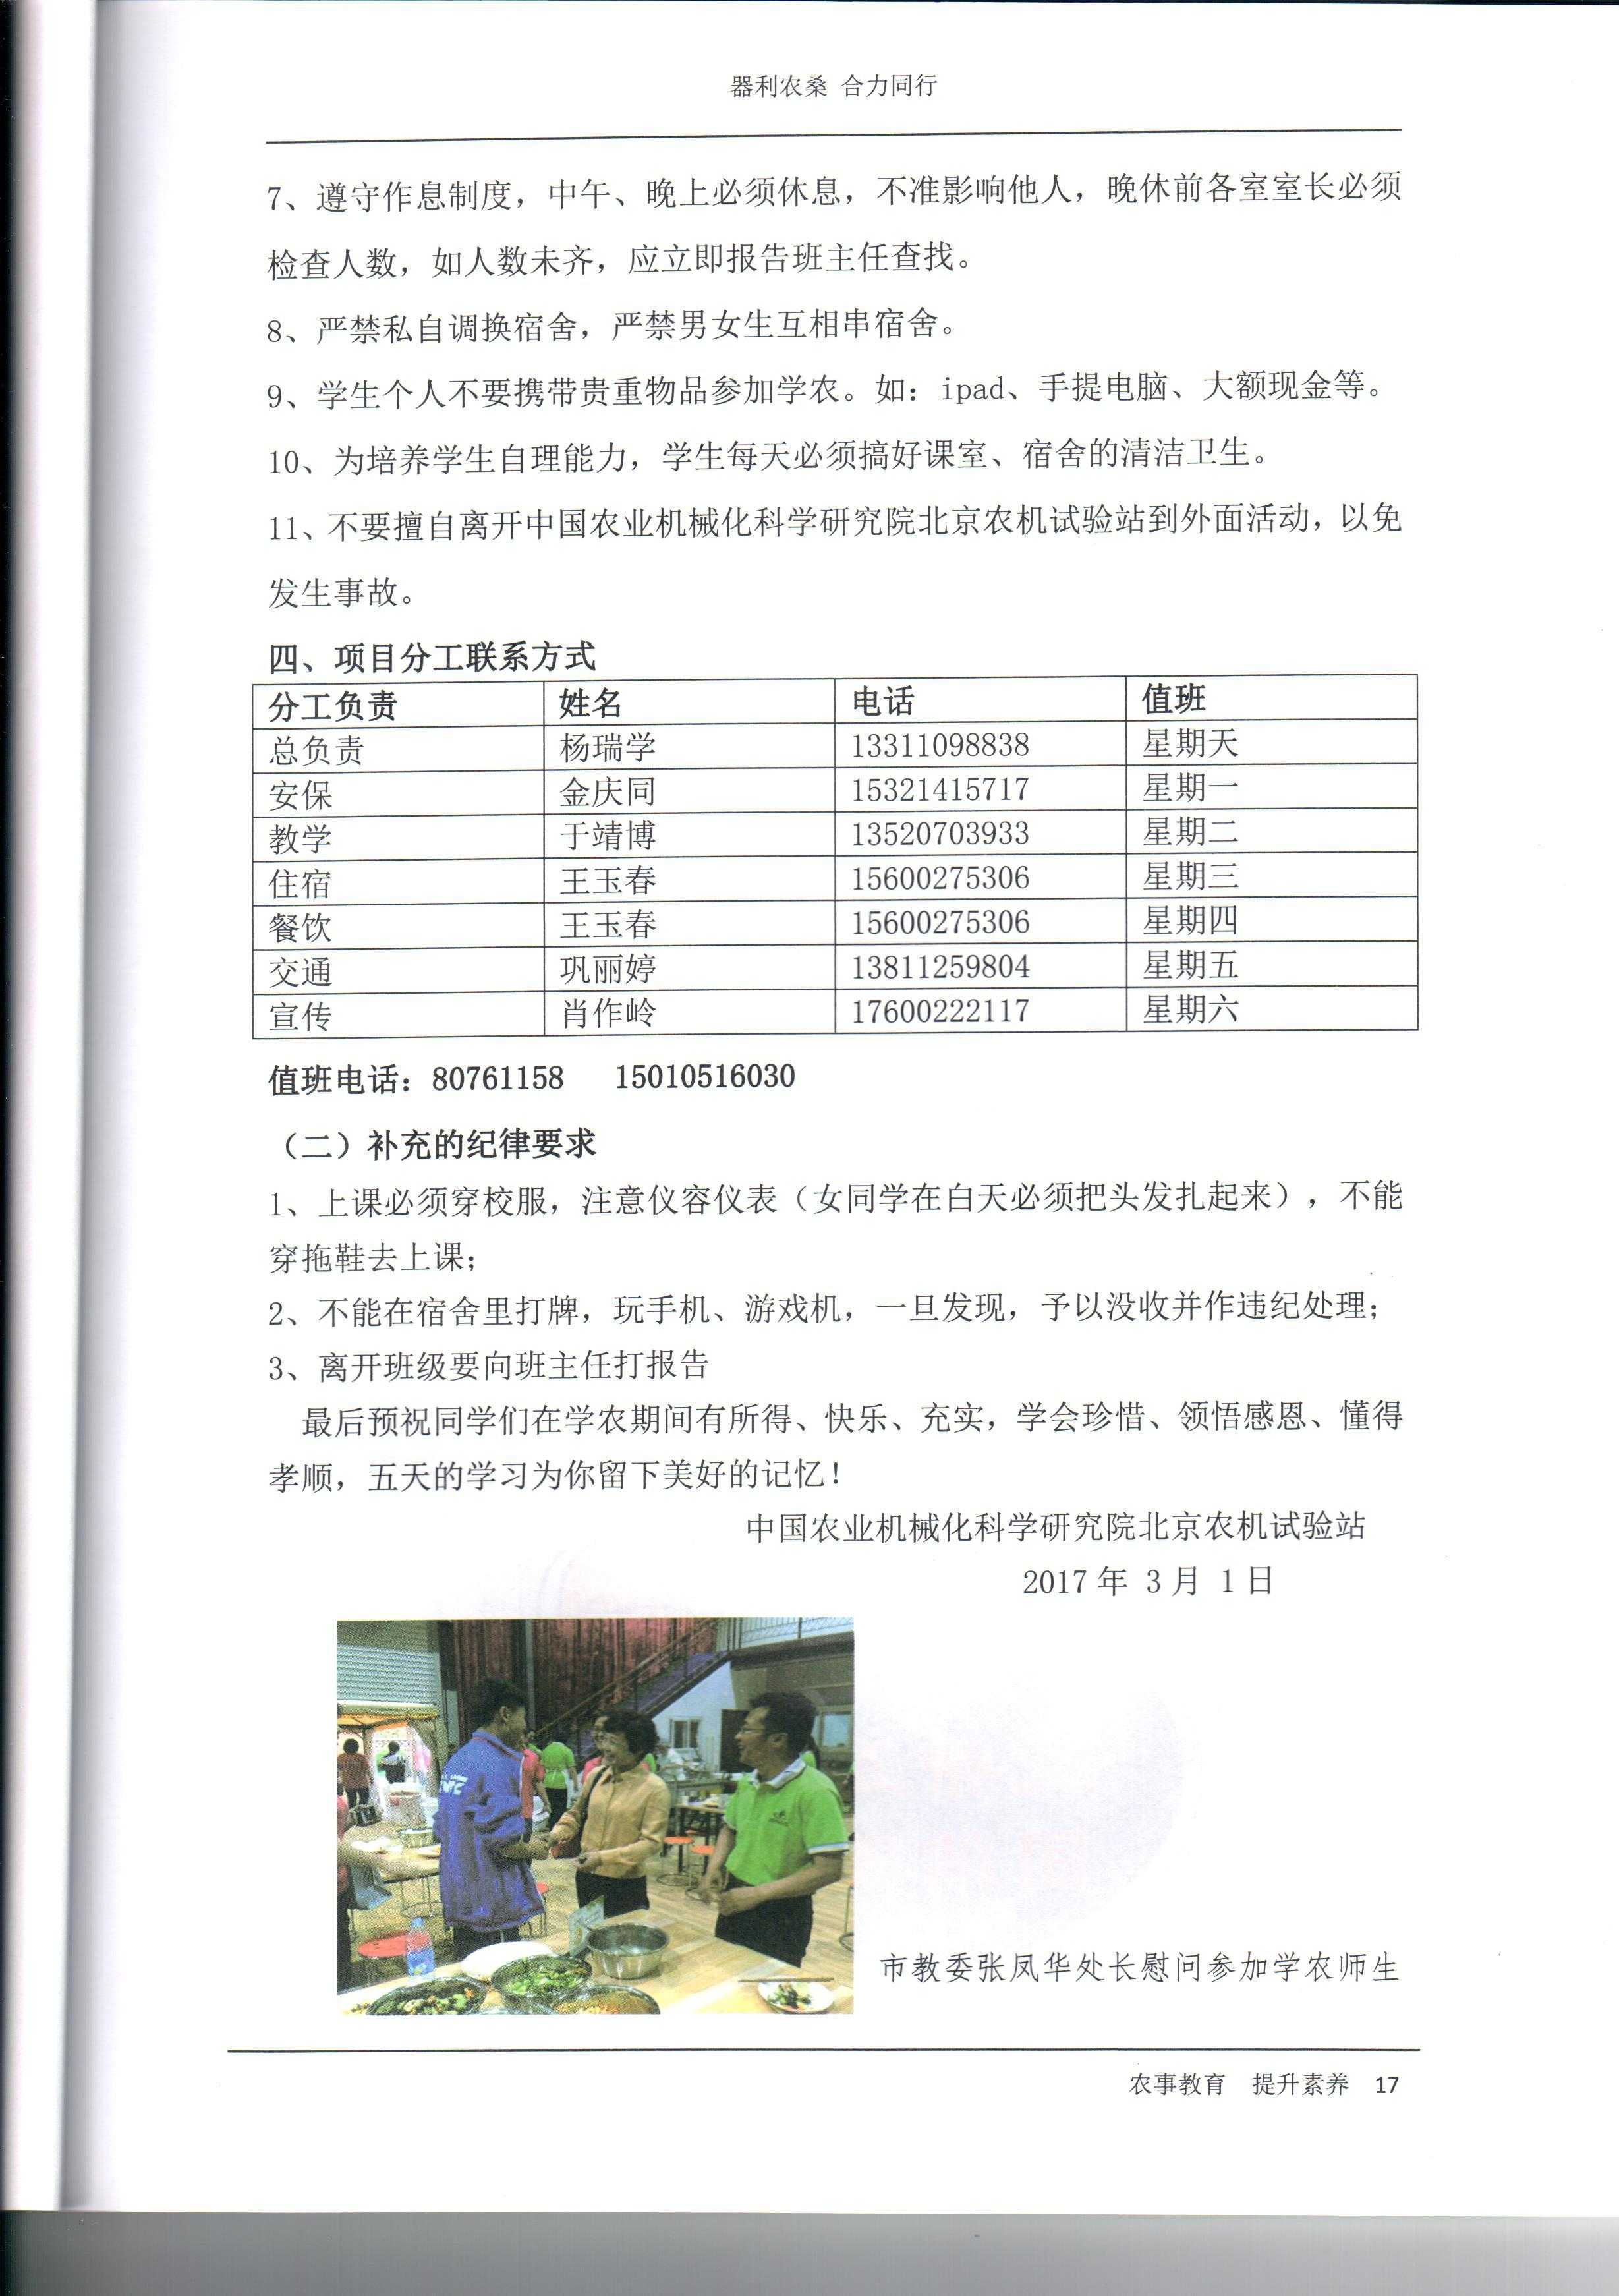 器利农桑 合力同行
7、遵守作息制度，中午、晚上必须休息，不准影响他人，晚休前各室室长必须
检查人数，如人数未齐，应立即报告班主任查找。
8、严禁私自调换宿舍，严禁男女生互相串宿舍。
9、学生个人不要携带贵重物品参加学农。如：ipad、手提电脑、大额现金等。
10、为培养学生自理能力，学生每天必须搞好课室、宿舍的清洁卫生。
11、不要擅自离开中国农业机械化科学研究院北京农机试验站到外面活动，以免
发生事故。
四、项目分工联系方式
分工负责 姓名 电话 值班
总负责 杨瑞学 13311098838 星期天
安保 金庆同 15321415717 星期一
教学 于靖博 13520703933 星期二
住宿 王玉春 15600275306 星期三
餐饮 王玉春 15600275306 星期四
交通 巩丽婷 13811259804 星期五
宣传 肖作岭 17600222117 星期六
值班电话：80761158 15010516030
（二）补充的纪律要求
1、上课必须穿校服，注意仪容仪表（女同学在白天必须把头发扎起来），不能
穿拖鞋去上课；
2、不能在宿舍里打牌，玩手机、游戏机，一旦发现，予以没收并作违纪处理；
3、离开班级要向班主任打报告
最后预祝同学们在学农期间有所得、快乐、充实，学会珍惜、领悟感恩、懂得
孝顺，五天的学习为你留下美好的记忆！
中国农业机械化科学研究院北京农机试验站
2017 年 3 月 1 日
市教委张凤华处长慰问参加学农师生
农事教育 提升素养 17